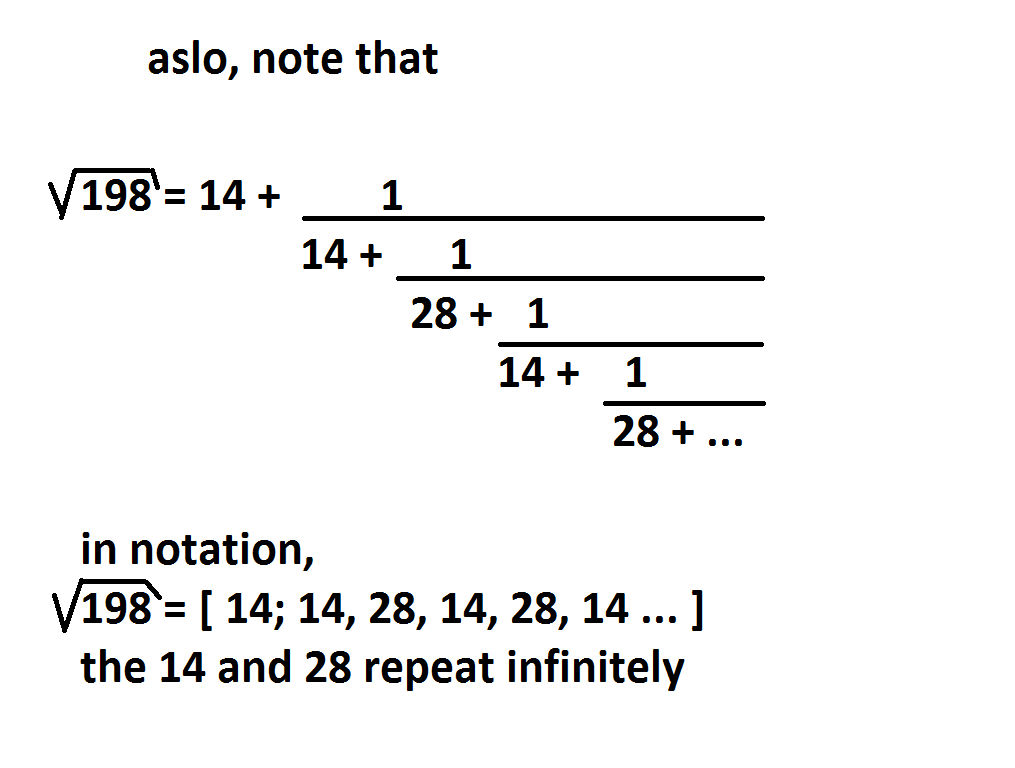 aslo, note that
√198 = 14 + 1
14 + 1
28 + 1
14 + 1
28 + ...
in notation,
√198 = [ 14; 14, 28, 14, 28, 14 ... ]
the 14 and 28 repeat infinitely